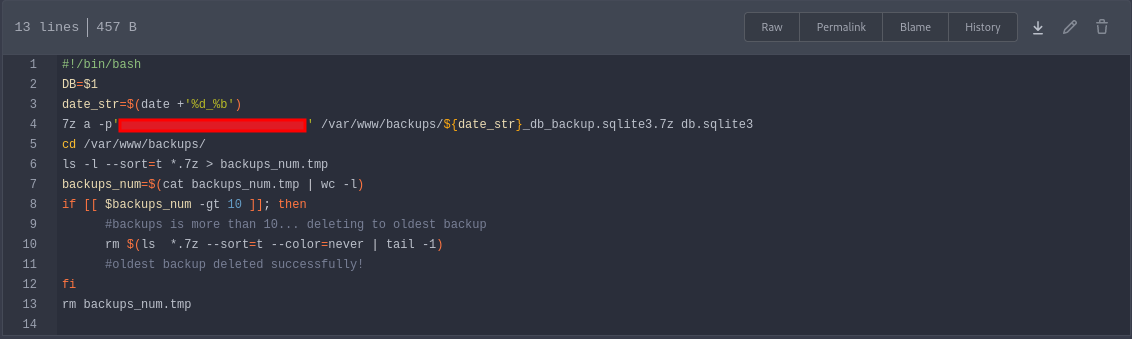 13 lines | 457 B Raw Permalink Blame History
1 #!/bin/bash
2 DB=$1
3 date_str=$(date +'%d_%b')
4 7z a -p' ' /var/www/backups/${date_str}_db_backup.sqlite3.7z db.sqlite3
5 cd /var/www/backups/
6 ls -l --sort=t *.7z > backups_num.tmp
7 backups_num=$(cat backups_num.tmp | wc -l)
8 if [[ $backups_num -gt 10 ]]; then
9       #backups is more than 10... deleting to oldest backup
10       rm $(ls  *.7z --sort=t --color=never | tail -1)
11       #oldest backup deleted successfully!
12 fi
13 rm backups_num.tmp
14